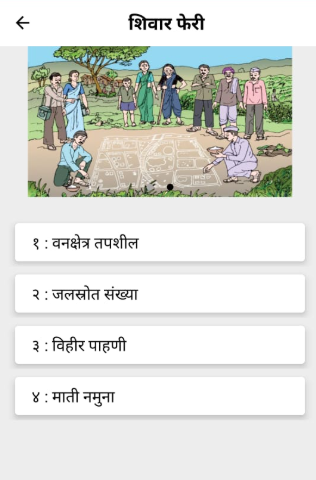 शिवार फेरी
१ : वनक्षेत्र तपशील
२ : जलस्रोत संख्या
३ : विहीर पाहणी
४ : माती नमुना